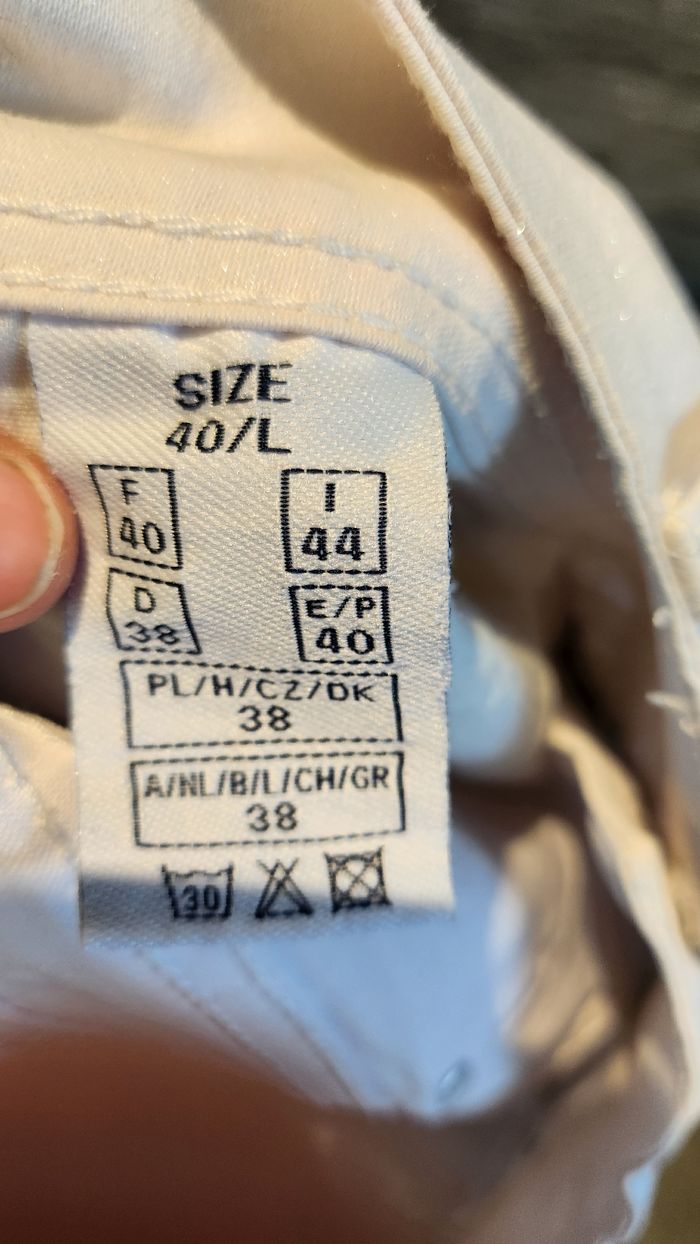 SIZE
40/L
F
40
I
44
D
38
E/P
40
PL/H/CZ/DK
38
A/NL/B/L/CH/GR
38
30